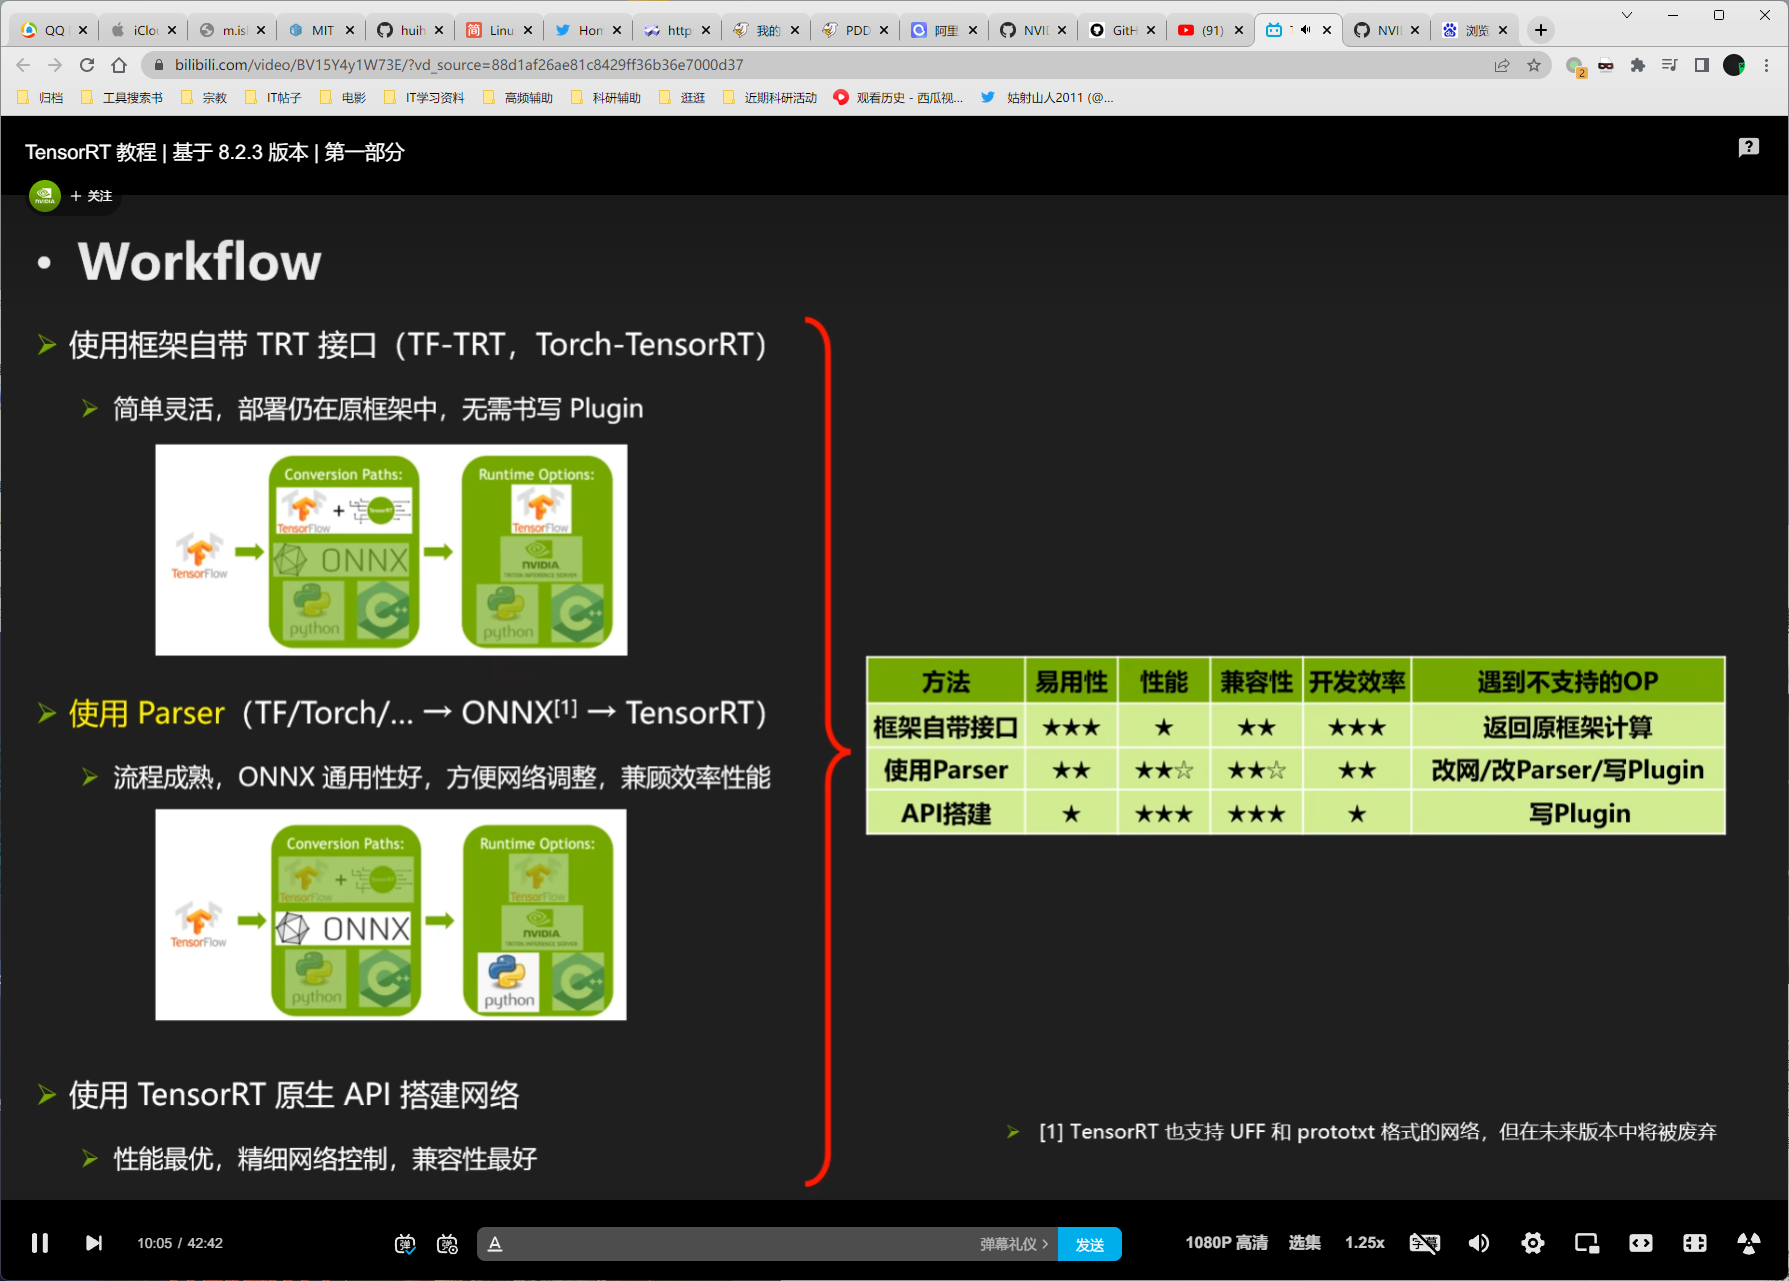 QQ
iClou
m.isl
MIT
huih
Linu
Hom
http
我的
PDD
阿里
NVI
GitH
(91)
NVI
浏览
bilibili.com/video/BV15Y4y1W73E/?vd_source=88d1af26ae81c8429ff36b36e7000d37
2
归档
工具搜索书
宗教
IT帖子
电影
IT学习资料
高频辅助
科研辅助
逛逛
近期科研活动
观看历史 - 西瓜视...
姑射山人2011 (@...
TensorRT 教程 | 基于 8.2.3 版本 | 第一部分
NVIDIA
+ 关注
• Workflow
使用框架自带 TRT 接口（TF-TRT，Torch-TensorRT）
简单灵活，部署仍在原框架中，无需书写 Plugin
Conversion Paths:
Runtime Options:
TensorFlow
TensorFlow + TensorRT
ONNX
python
C++
TensorFlow
NVIDIA
TRITON INFERENCE SERVER
python
C++
使用 Parser（TF/Torch/... → ONNX[1] → TensorRT）
流程成熟，ONNX 通用性好，方便网络调整，兼顾效率性能
Conversion Paths:
Runtime Options:
TensorFlow
TensorFlow +
ONNX
python
C++
TensorFlow
NVIDIA
TRITON INFERENCE SERVER
python
C++
使用 TensorRT 原生 API 搭建网络
性能最优，精细网络控制，兼容性最好
方法 易用性 性能 兼容性 开发效率 遇到不支持的OP
框架自带接口 ★★★ ★ ★★ ★★★ 返回原框架计算
使用Parser ★★ ★★☆ ★★☆ ★★ 改网/改Parser/写Plugin
API搭建 ★ ★★★ ★★★ ★ 写Plugin
[1] TensorRT 也支持 UFF 和 prototxt 格式的网络，但在未来版本中将被废弃
10:05 / 42:42
弹
弹
A
弹幕礼仪 >
发送
1080P 高清
选集
1.25x
字幕